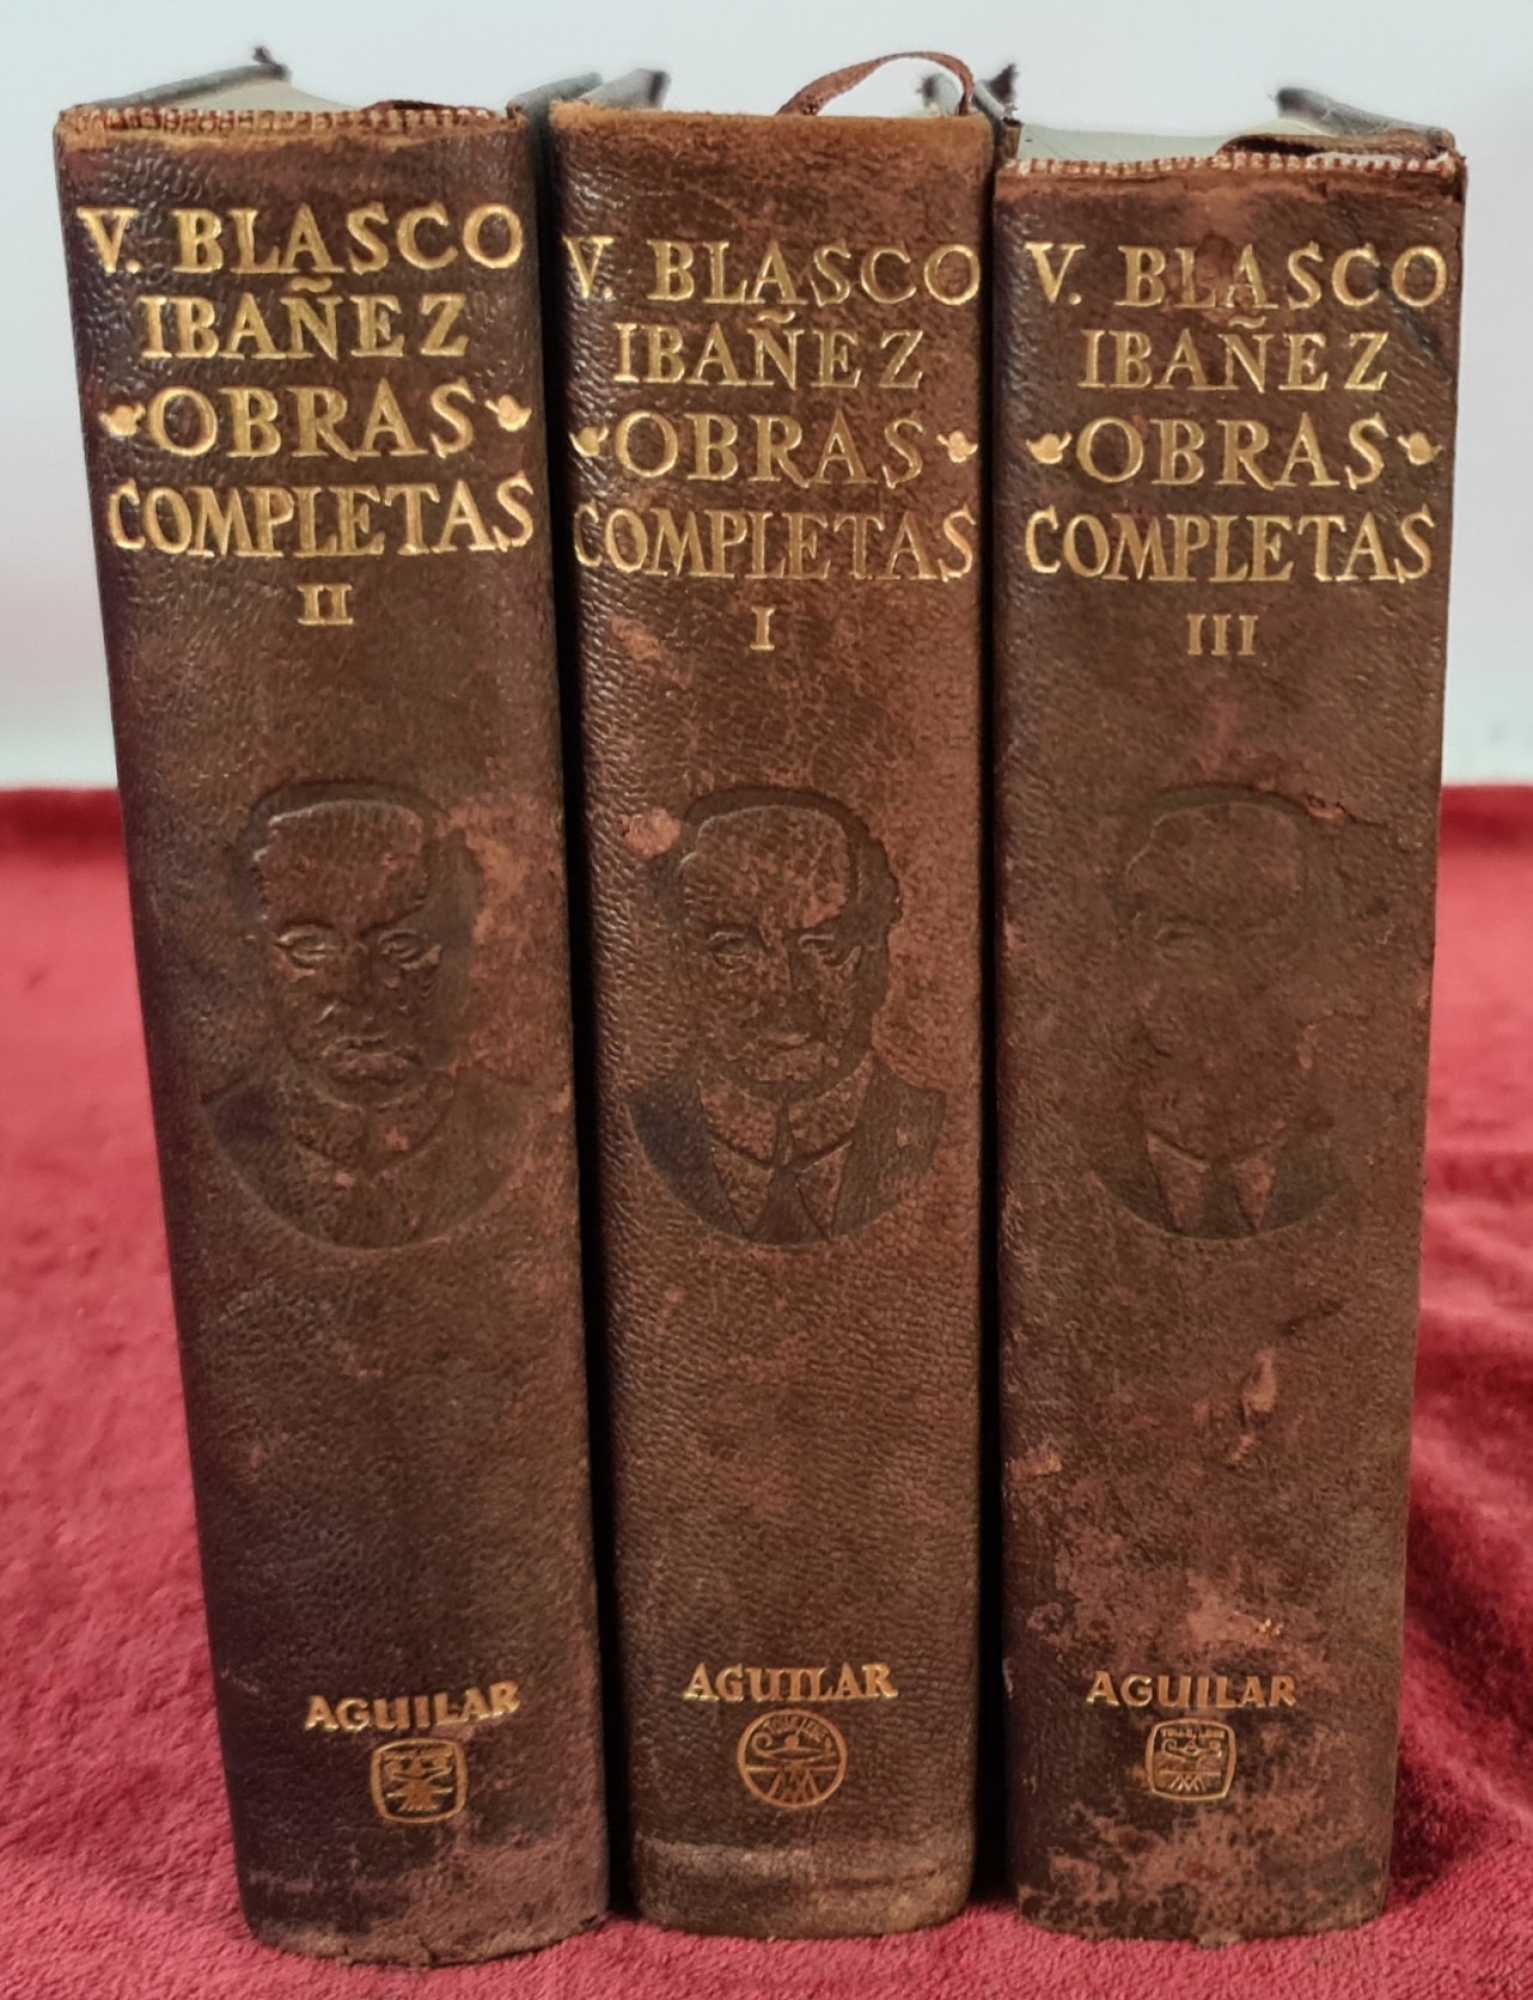 V. BLASCO
IBAÑEZ
OBRAS
COMPLETAS
II
AGUILAR
V. BLASCO
IBAÑEZ
OBRAS
COMPLETAS
I
AGUILAR
V. BLASCO
IBAÑEZ
OBRAS
COMPLETAS
III
AGUILAR